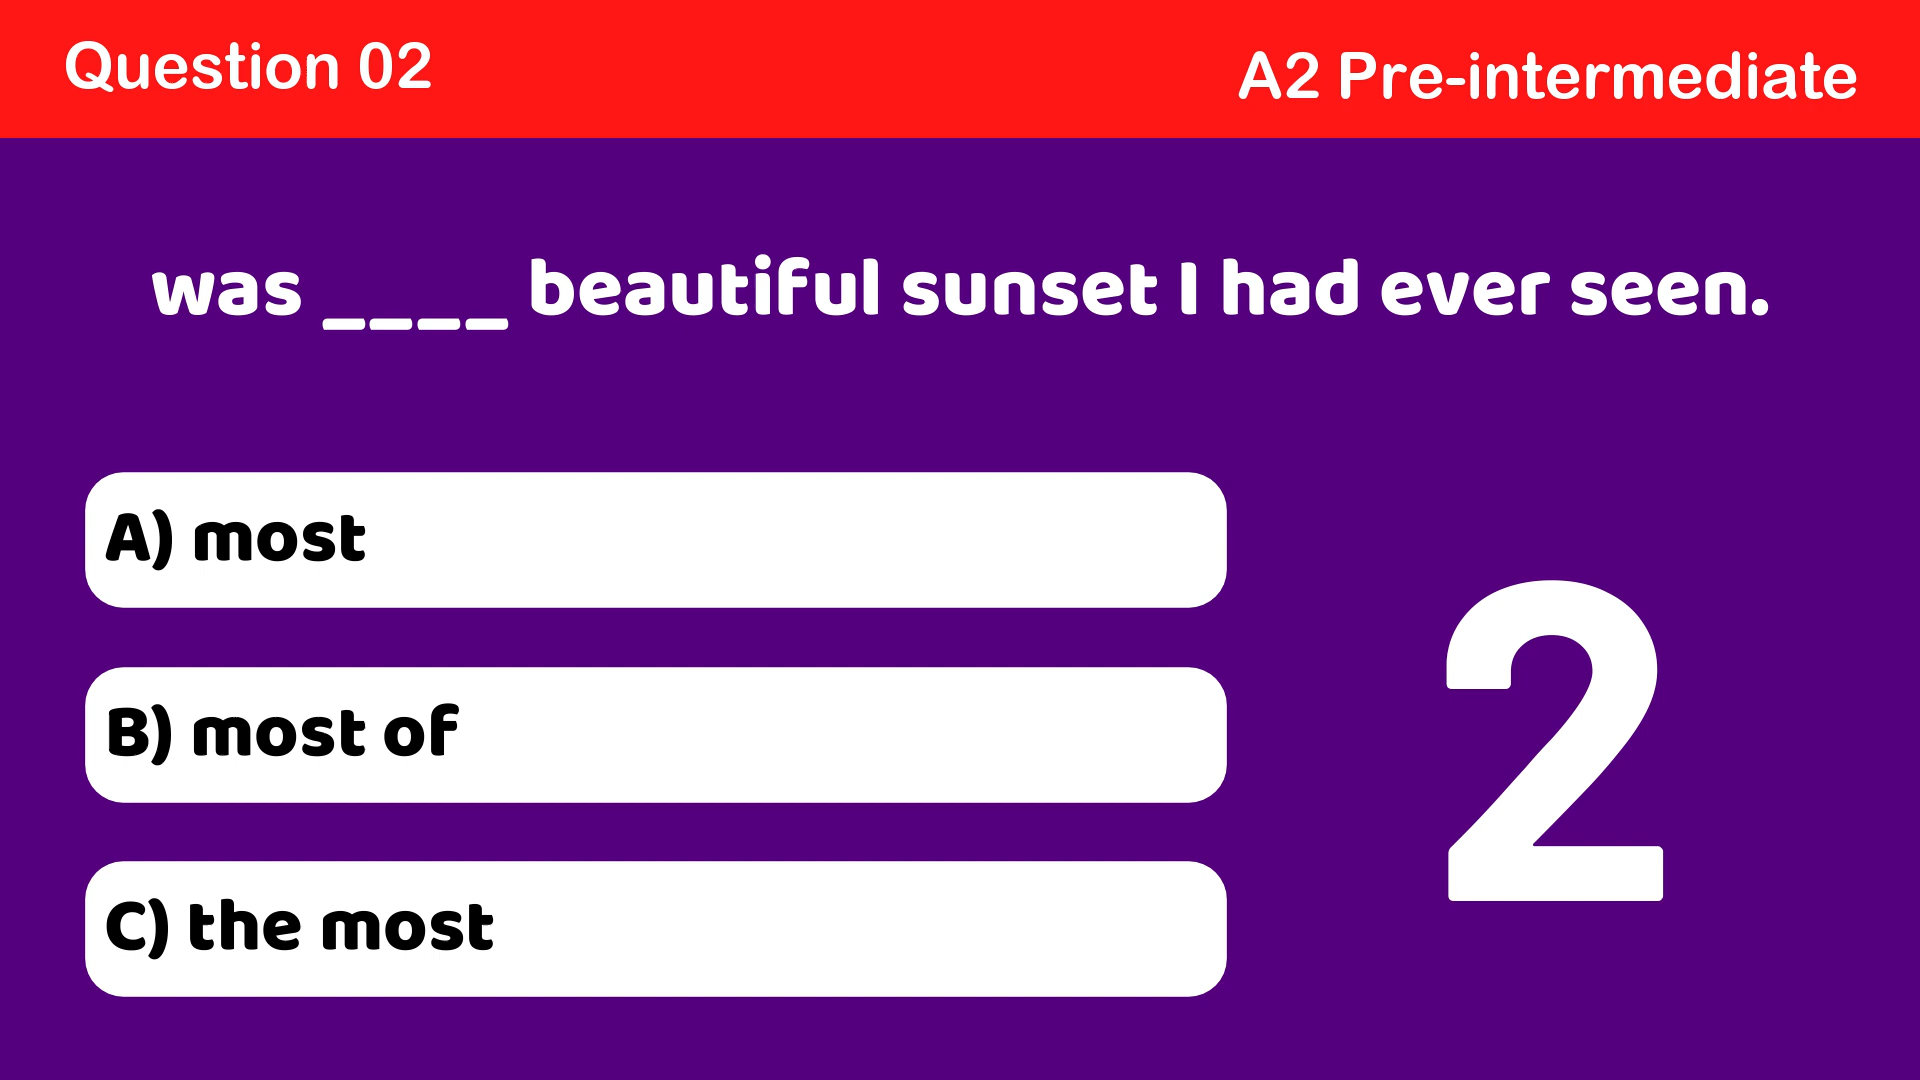 Question 02
A2 Pre-intermediate
was ____ beautiful sunset I had ever seen.
A) most
B) most of
C) the most
2